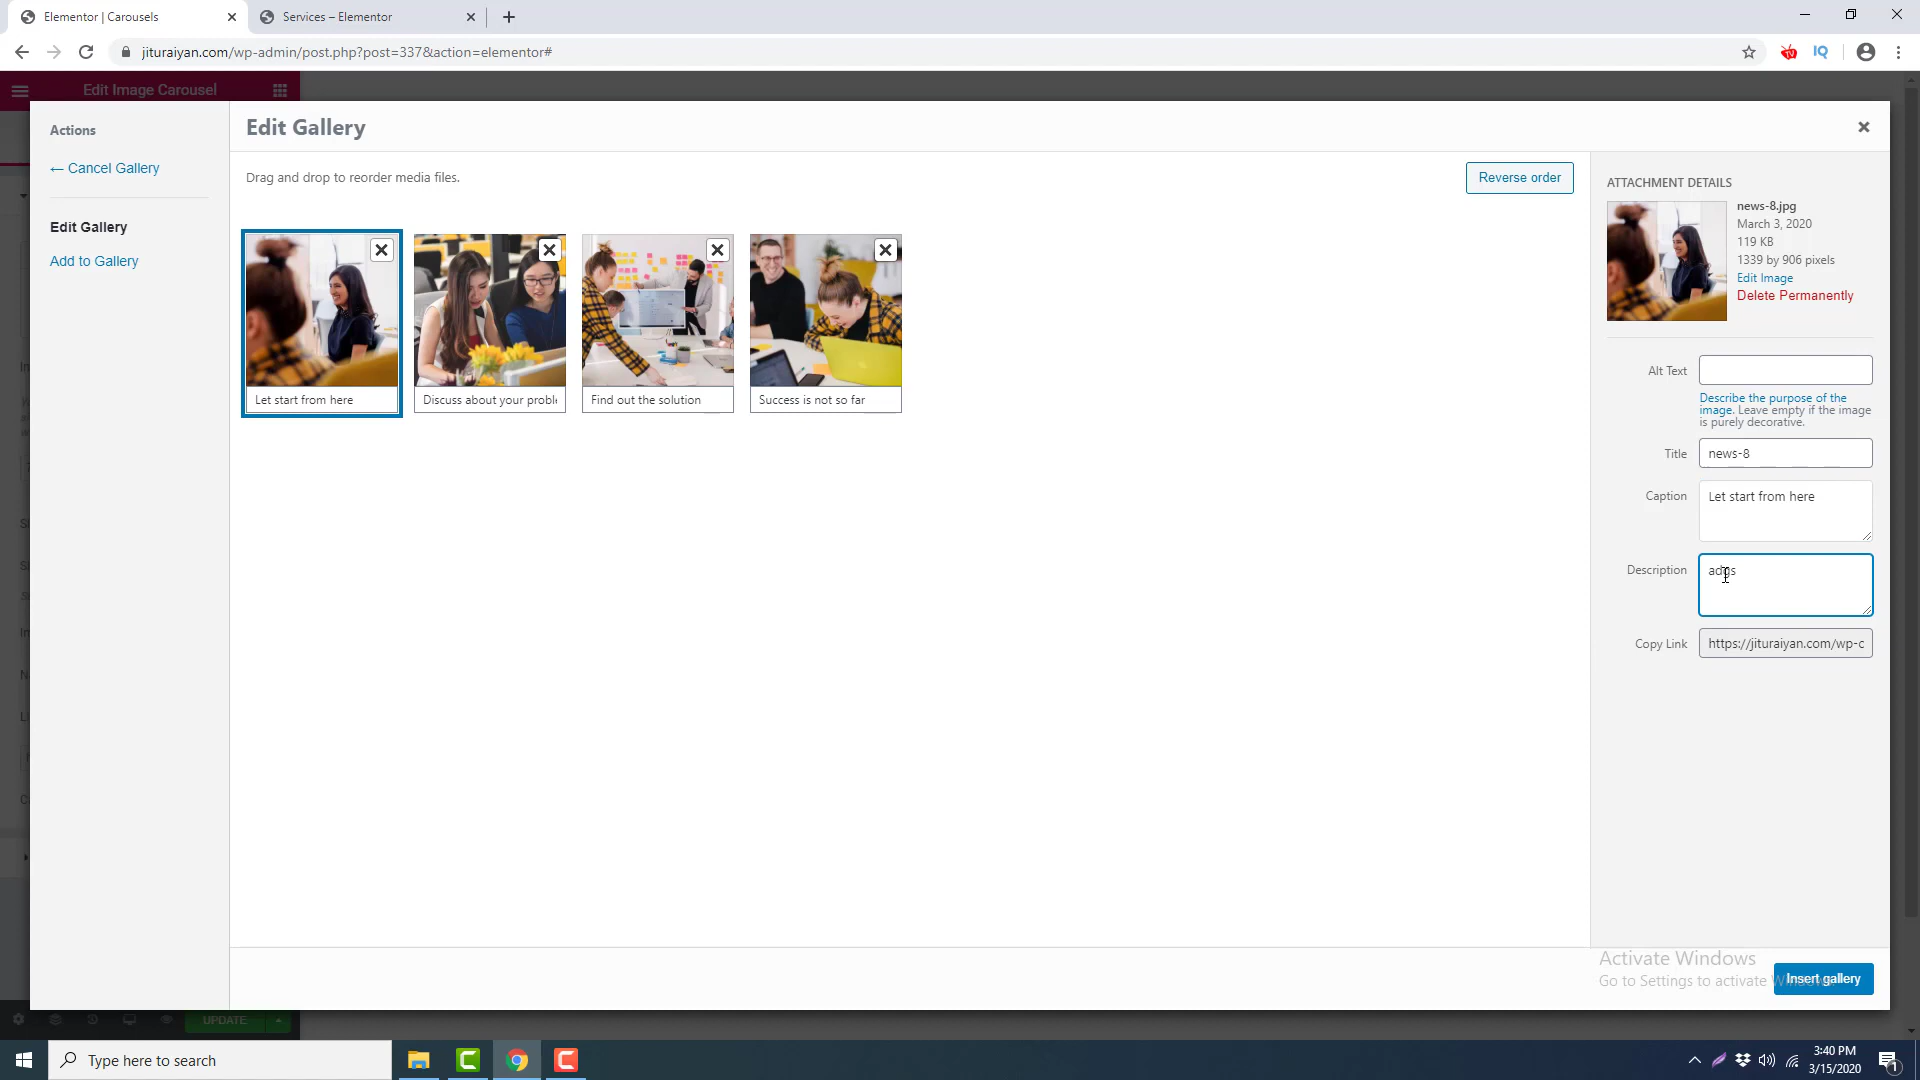 Elementor | Carousels
Services – Elementor
jituraiyan.com/wp-admin/post.php?post=337&action=elementor#
Edit Image Carousel
Actions
Edit Gallery
← Cancel Gallery
Drag and drop to reorder media files.
Reverse order
ATTACHMENT DETAILS
news-8.jpg
March 3, 2020
119 KB
1339 by 906 pixels
Edit Image
Delete Permanently
Edit Gallery
Add to Gallery
Let start from here
Discuss about your proble
Find out the solution
Success is not so far
Alt Text
Describe the purpose of the
image. Leave empty if the image
is purely decorative.
Title
news-8
Caption
Let start from here
Description
Copy Link
https://jituraiyan.com/wp-c
Activate Windows
Go to Settings to activate Windows.
Insert gallery
UPDATE
Type here to search
3:40 PM
3/15/2020
1